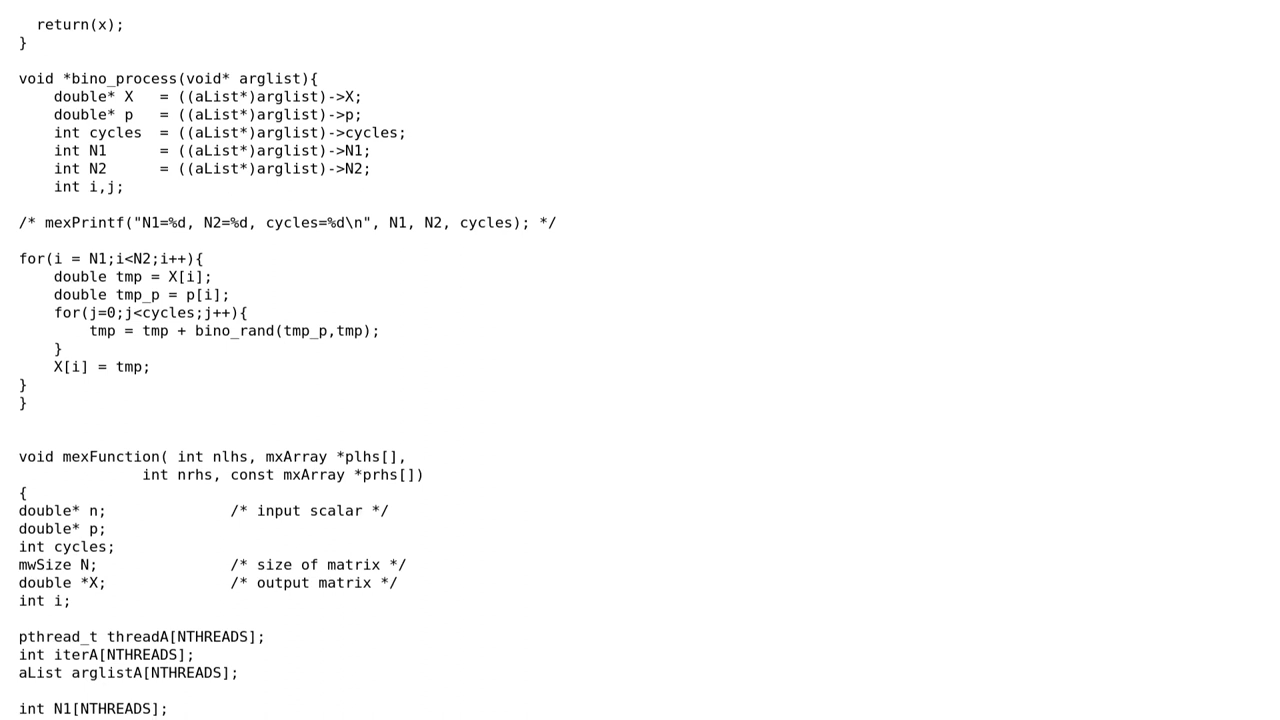 return(x);
}

void *bino_process(void* arglist){
    double* X   = ((aList*)arglist)->X;
    double* p   = ((aList*)arglist)->p;
    int cycles  = ((aList*)arglist)->cycles;
    int N1      = ((aList*)arglist)->N1;
    int N2      = ((aList*)arglist)->N2;
    int i,j;

/* mexPrintf("N1=%d, N2=%d, cycles=%d\n", N1, N2, cycles); */

for(i = N1;i<N2;i++){
    double tmp = X[i];
    double tmp_p = p[i];
    for(j=0;j<cycles;j++){
        tmp = tmp + bino_rand(tmp_p,tmp);
    }
    X[i] = tmp;
}
}


void mexFunction( int nlhs, mxArray *plhs[],
              int nrhs, const mxArray *prhs[])
{
double* n;              /* input scalar */
double* p;
int cycles;
mwSize N;               /* size of matrix */
double *X;              /* output matrix */
int i;

pthread_t threadA[NTHREADS];
int iterA[NTHREADS];
aList arglistA[NTHREADS];

int N1[NTHREADS];